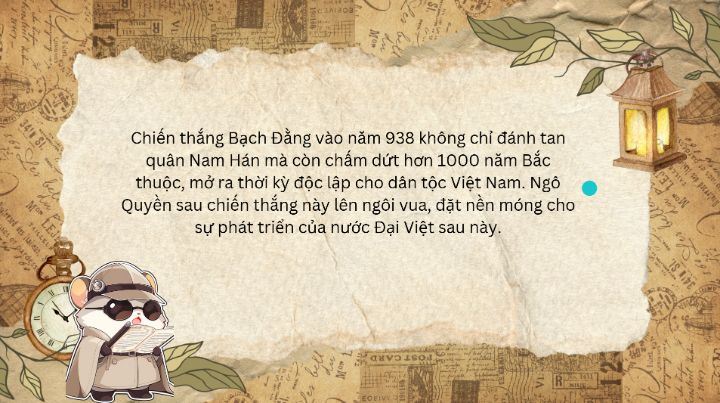 Chiến thắng Bạch Đằng vào năm 938 không chỉ đánh tan
quân Nam Hán mà còn chấm dứt hơn 1000 năm Bắc
thuộc, mở ra thời kỳ độc lập cho dân tộc Việt Nam. Ngô
Quyền sau chiến thắng này lên ngôi vua, đặt nền móng cho
sự phát triển của nước Đại Việt sau này.
POST CARD